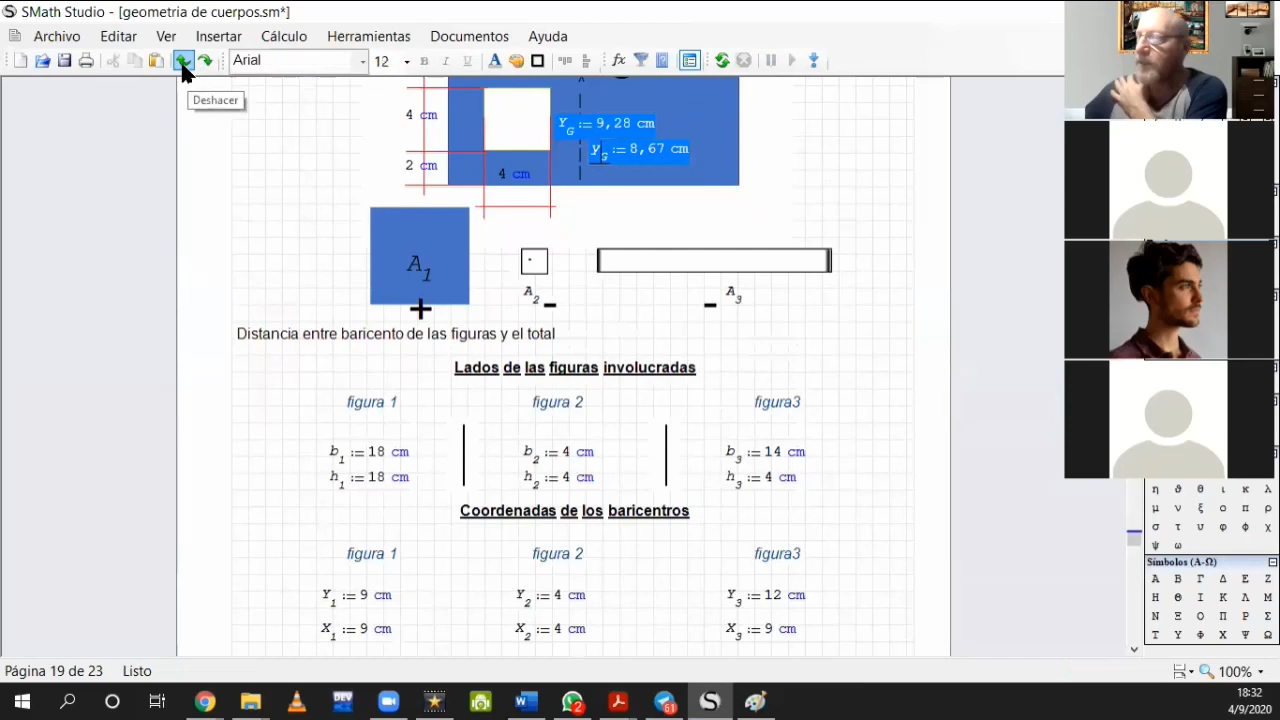 SMath Studio - [geometria de cuerpos.sm*]
Archivo Editar Ver Insertar Cálculo Herramientas Documentos Ayuda
Arial 12 B I U A fx
Deshacer
4 cm
Y_G := 9,28 cm
Y_G := 8,67 cm
2 cm
4 cm
A_1
A_2
A_3
Distancia entre baricento de las figuras y el total
Lados de las figuras involucradas
figura 1 figura 2 figura3
b_1 := 18 cm b_2 := 4 cm b_3 := 14 cm
h_1 := 18 cm h_2 := 4 cm h_3 := 4 cm
Coordenadas de los baricentros
figura 1 figura 2 figura3
Y_1 := 9 cm Y_2 := 4 cm Y_3 := 12 cm
X_1 := 9 cm X_2 := 4 cm X_3 := 9 cm
η ϑ θ ι κ λ
μ ν ξ ο π ρ
σ τ υ φ ϕ χ
ψ ω
Símbolos (Α-Ω)
Α Β Γ Δ Ε Ζ
Η Θ Ι Κ Λ Μ
Ν Ξ Ο Π Ρ Σ
Τ Υ Φ Χ Ψ Ω
Página 19 de 23 Listo 100%
DEV 2 61
18:32
4/9/2020